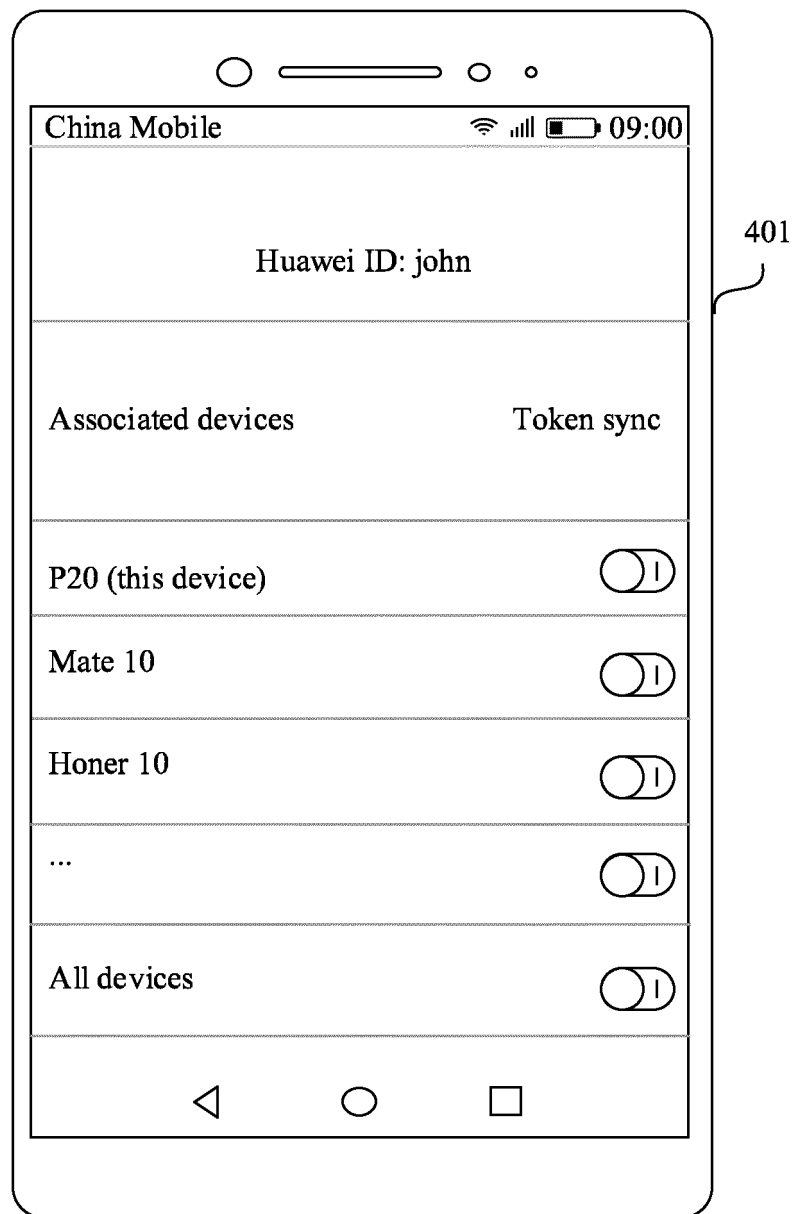 China Mobile 09:00
Huawei ID: john
401
Associated devices Token sync
P20 (this device)
Mate 10
Honer 10
...
All devices